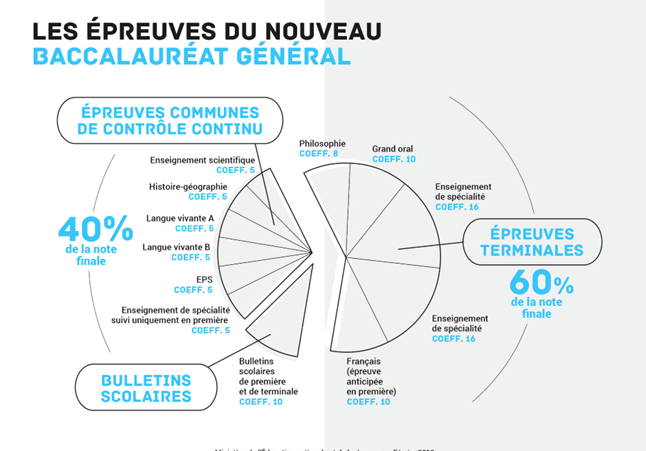 LES ÉPREUVES DU NOUVEAU
BACCALAURÉAT GÉNÉRAL
ÉPREUVES COMMUNES
DE CONTRÔLE CONTINU
Enseignement scientifique
COEFF. 5
Histoire-géographie
COEFF. 5
Langue vivante A
COEFF. 5
Langue vivante B
COEFF. 5
EPS
COEFF. 5
Enseignement de spécialité
suivi uniquement en première
COEFF. 5
40%
de la note
finale
BULLETINS
SCOLAIRES
Bulletins
scolaires
de première
et de terminale
COEFF. 10
Philosophie
COEFF. 8
Grand oral
COEFF. 10
Enseignement
de spécialité
COEFF. 16
ÉPREUVES
TERMINALES
60%
de la note
finale
Enseignement
de spécialité
COEFF. 16
Français
(épreuve
anticipée
en première)
COEFF. 10